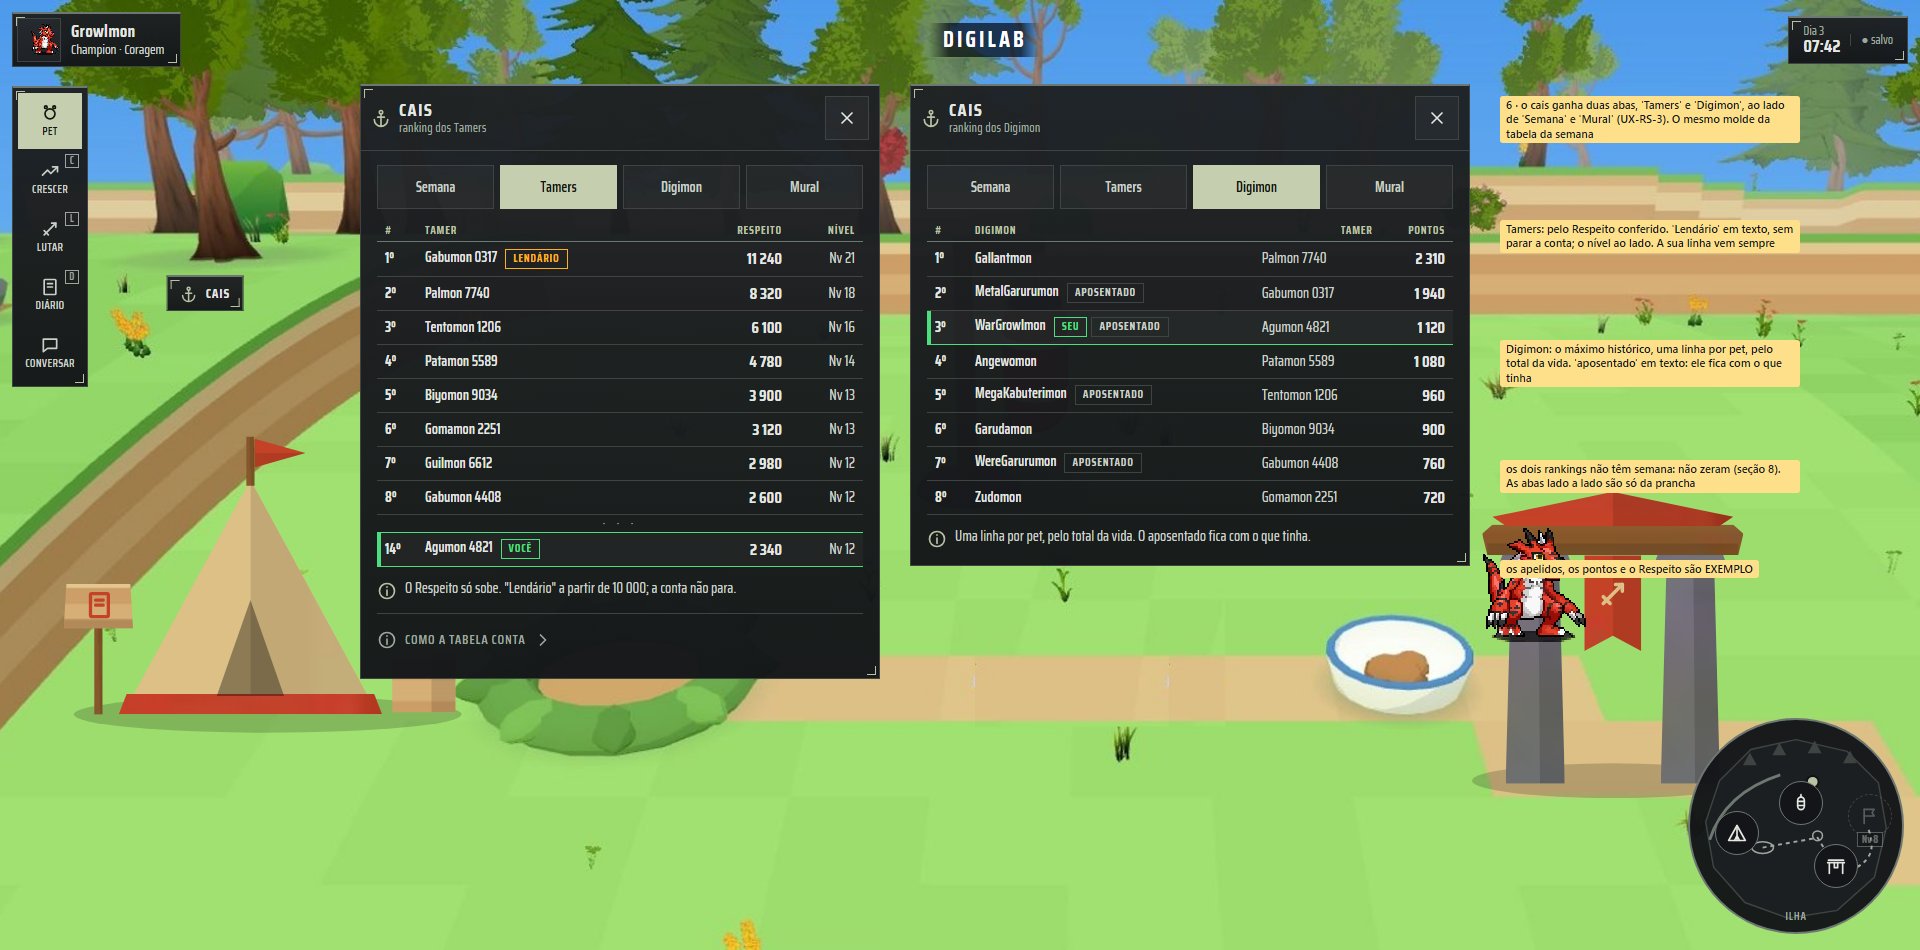 Growlmon
Champion · Coragem
DIGILAB
Dia 3
07:42
salvo
PET
C
CRESCER
L
LUTAR
D
DIÁRIO
CONVERSAR
CAIS
CAIS
ranking dos Tamers
Semana Tamers Digimon Mural
# TAMER RESPEITO NÍVEL
1º Gabumon 0317 LENDÁRIO 11 240 Nv 21
2º Palmon 7740 8 320 Nv 18
3º Tentomon 1206 6 100 Nv 16
4º Patamon 5589 4 780 Nv 14
5º Biyomon 9034 3 900 Nv 13
6º Gomamon 2251 3 120 Nv 13
7º Guilmon 6612 2 980 Nv 12
8º Gabumon 4408 2 600 Nv 12
· · ·
14º Agumon 4821 VOCÊ 2 340 Nv 12
O Respeito só sobe. "Lendário" a partir de 10 000; a conta não para.
COMO A TABELA CONTA
CAIS
ranking dos Digimon
Semana Tamers Digimon Mural
# DIGIMON TAMER PONTOS
1º Gallantmon Palmon 7740 2 310
2º MetalGarurumon APOSENTADO Gabumon 0317 1 940
3º WarGrowlmon SEU APOSENTADO Agumon 4821 1 120
4º Angewomon Patamon 5589 1 080
5º MegaKabuterimon APOSENTADO Tentomon 1206 960
6º Garudamon Biyomon 9034 900
7º WereGarurumon APOSENTADO Gabumon 4408 760
8º Zudomon Gomamon 2251 720
Uma linha por pet, pelo total da vida. O aposentado fica com o que tinha.
6 · o cais ganha duas abas, 'Tamers' e 'Digimon', ao lado
de 'Semana' e 'Mural' (UX-RS-3). O mesmo molde da
tabela da semana
Tamers: pelo Respeito conferido. 'Lendário' em texto, sem
parar a conta; o nível ao lado. A sua linha vem sempre
Digimon: o máximo histórico, uma linha por pet, pelo
total da vida. 'aposentado' em texto: ele fica com o que
tinha
os dois rankings não têm semana: não zeram (seção 8).
As abas lado a lado são só da prancha
os apelidos, os pontos e o Respeito são EXEMPLO
Nv 8
ILHA